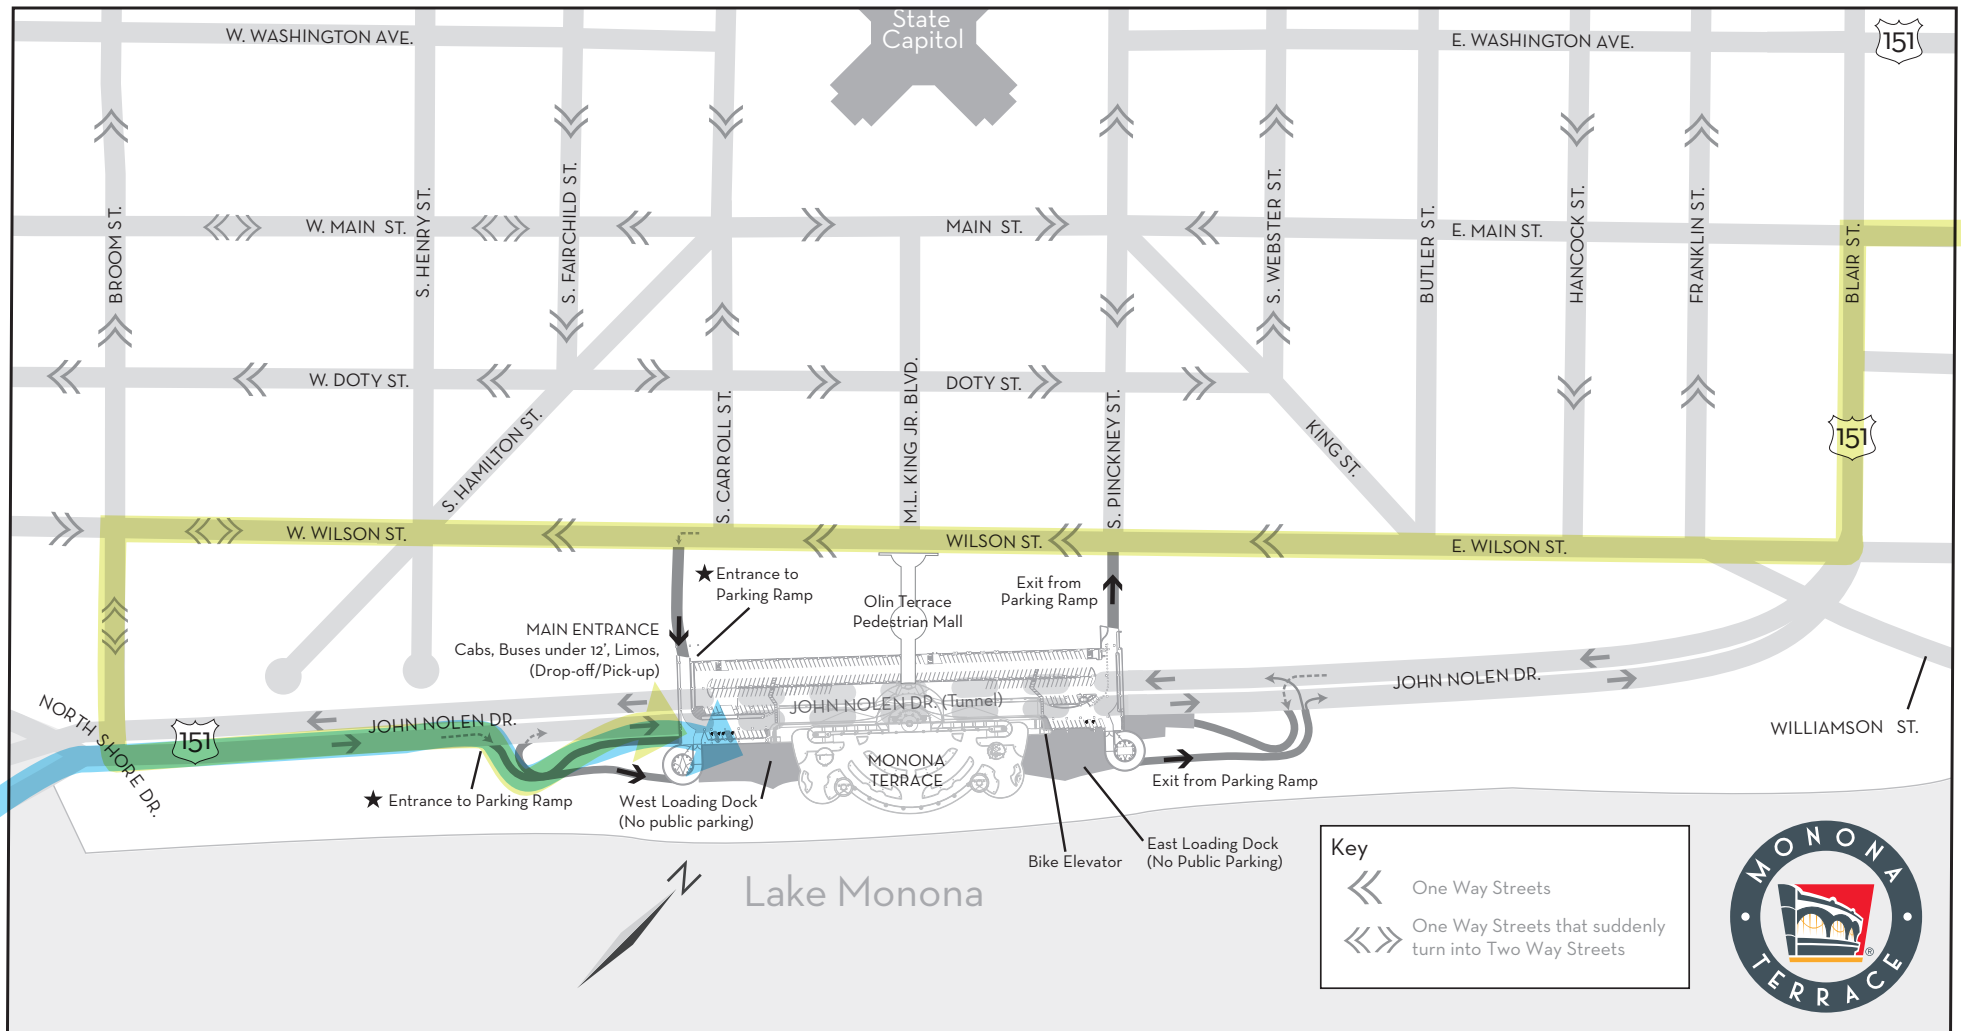 State
Capitol
W. WASHINGTON AVE.
E. WASHINGTON AVE.
151
BROOM ST.
S. HENRY ST.
S. FAIRCHILD ST.
S. WEBSTER ST.
BUTLER ST.
HANCOCK ST.
FRANKLIN ST.
BLAIR ST.
W. MAIN ST.
MAIN ST.
E. MAIN ST.
W. DOTY ST.
DOTY ST.
S. HAMILTON ST.
S. CARROLL ST.
M.L. KING JR. BLVD.
S. PINCKNEY ST.
KING ST.
151
W. WILSON ST.
WILSON ST.
E. WILSON ST.
★ Entrance to
Parking Ramp
Exit from
Parking Ramp
Olin Terrace
Pedestrian Mall
MAIN ENTRANCE
Cabs, Buses under 12', Limos,
(Drop-off/Pick-up)
JOHN NOLEN DR.
JOHN NOLEN DR. (Tunnel)
JOHN NOLEN DR.
NORTH SHORE DR.
151
WILLIAMSON ST.
MONONA
TERRACE
★ Entrance to Parking Ramp
West Loading Dock
(No public parking)
Exit from Parking Ramp
Bike Elevator
East Loading Dock
(No Public Parking)
N
Lake Monona
Key
One Way Streets
One Way Streets that suddenly
turn into Two Way Streets
MONONA
TERRACE
®